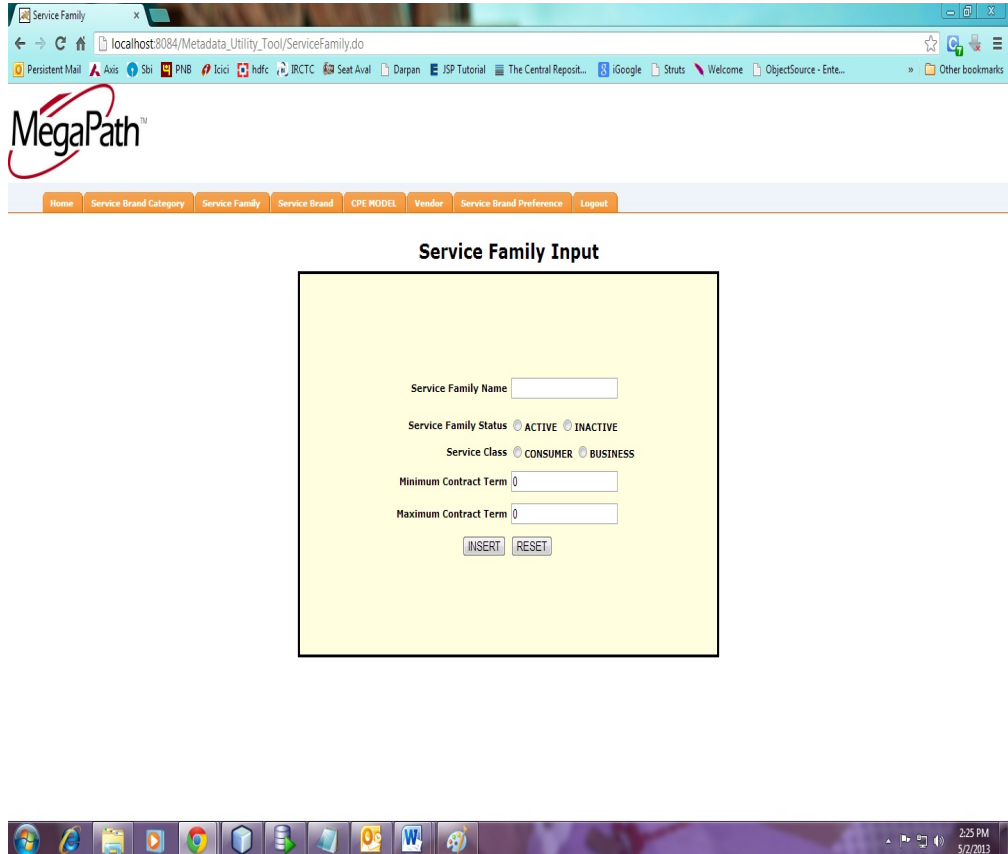 Service Family
localhost:8084/Metadata_Utility_Tool/ServiceFamily.do
Persistent Mail Axis Sbi PNB Icici hdfc IRCTC Seat Aval Darpan JSP Tutorial The Central Reposit... iGoogle Struts Welcome ObjectSource - Ente... » Other bookmarks
MegaPath™
Home Service Brand Category Service Family Service Brand CPE MODEL Vendor Service Brand Preference Logout
Service Family Input
Service Family Name
Service Family Status ACTIVE INACTIVE
Service Class CONSUMER BUSINESS
Minimum Contract Term 0
Maximum Contract Term 0
INSERT RESET
2:25 PM
5/2/2013